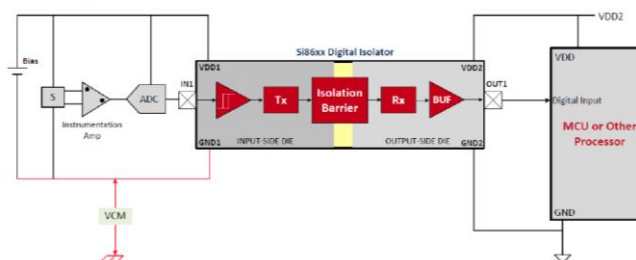 Si86xx Digital Isolator
VDD2
Bias
VDD1
VDD2
VDD
S
ADC
IN1
Tx
Isolation
Barrier
Rx
BUF
OUT1
Digital Input
Instrumentation
Amp
MCU or Other
Processor
GND1
INPUT-SIDE DIE
OUTPUT-SIDE DIE
GND2
VCM
GND